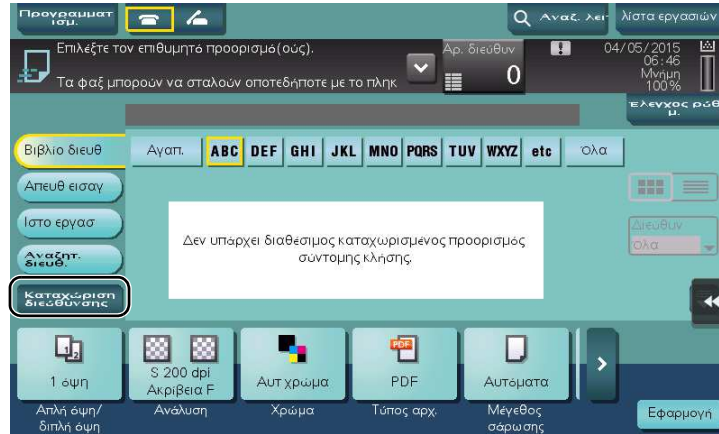 Προγραμματ
ισμ.
Αναζ. λει
λίστα εργασιών
Επιλέξτε τον επιθυμητό προορισμό(ούς).
Τα φαξ μπορούν να σταλούν οποτεδήποτε με το πληκ
Αρ. διεύθυν
0
04/05/2015
06:46
Μνήμη
100%
Έλεγχος ρύθ
μ.
Βιβλίο διευθ
Αγαπ.
ABC
DEF
GHI
JKL
MNO
PQRS
TUV
WXYZ
etc
Όλα
Απευθ εισαγ
Ιστο εργασ
Αναζητ.
διευθ.
Καταχώριση
διεύθυνσης
Δεν υπάρχει διαθέσιμος καταχωρισμένος προορισμός
σύντομης κλήσης.
Διευθυν
Όλα
1 όψη
S 200 dpi
Ακρίβεια F
Αυτ χρώμα
PDF
PDF
Αυτόματα
Απλή όψη/
διπλή όψη
Ανάλυση
Χρώμα
Τύπος αρχ.
Μέγεθος
σάρωσης
Εφαρμογή